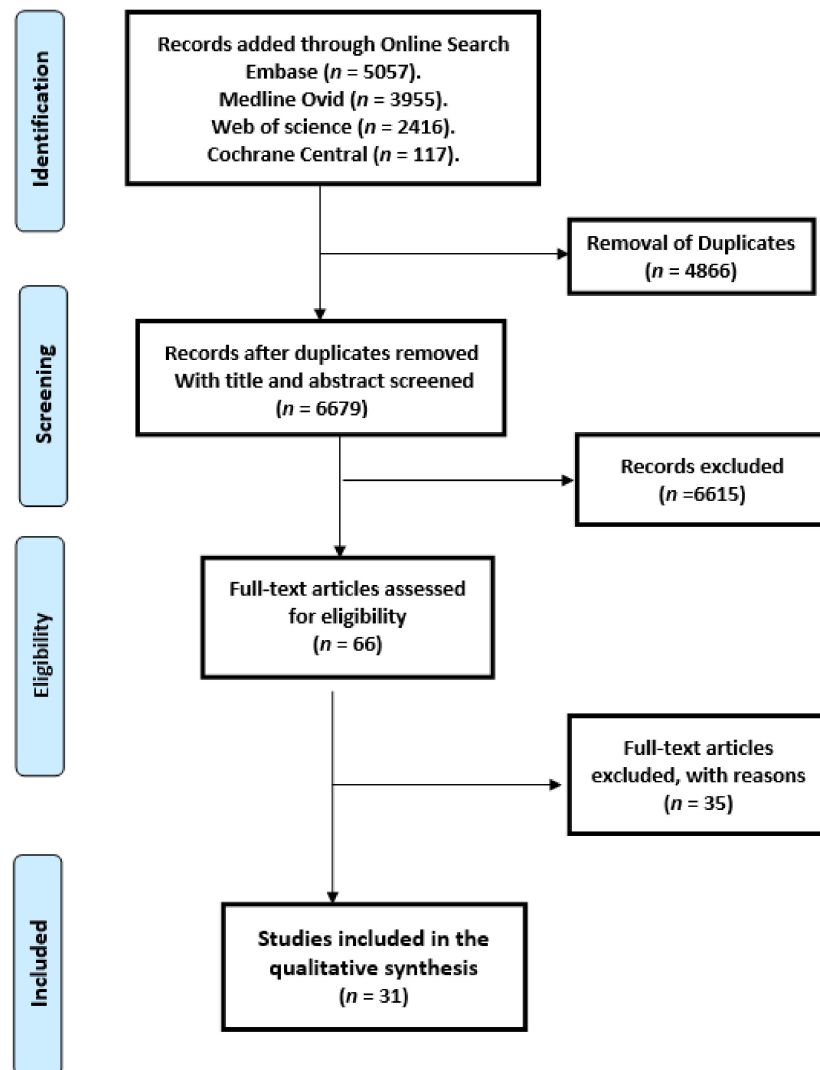 Identification
Records added through Online Search
Embase (n = 5057).
Medline Ovid (n = 3955).
Web of science (n = 2416).
Cochrane Central (n = 117).
Removal of Duplicates
(n = 4866)
Screening
Records after duplicates removed
With title and abstract screened
(n = 6679)
Records excluded
(n =6615)
Eligibility
Full-text articles assessed
for eligibility
(n = 66)
Full-text articles
excluded, with reasons
(n = 35)
Included
Studies included in the
qualitative synthesis
(n = 31)